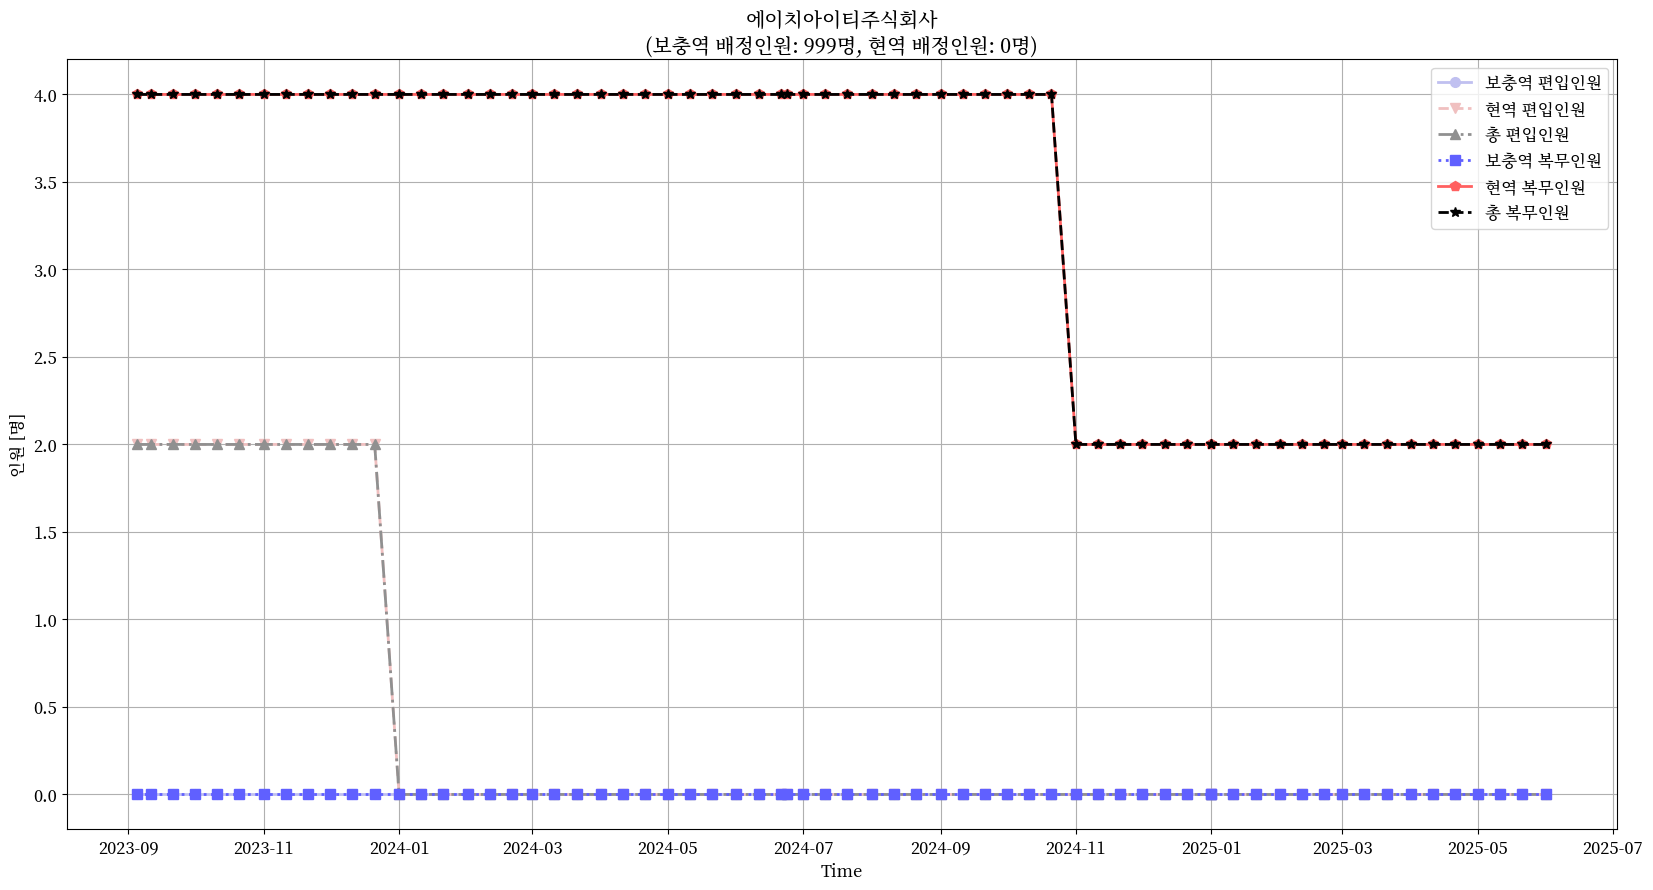 에이치아이티주식회사
(보충역 배정인원: 999명, 현역 배정인원: 0명)
보충역 편입인원
현역 편입인원
총 편입인원
보충역 복무인원
현역 복무인원
총 복무인원
인원 [명]
4.0
3.5
3.0
2.5
2.0
1.5
1.0
0.5
0.0
2023-09
2023-11
2024-01
2024-03
2024-05
2024-07
2024-09
2024-11
2025-01
2025-03
2025-05
2025-07
Time